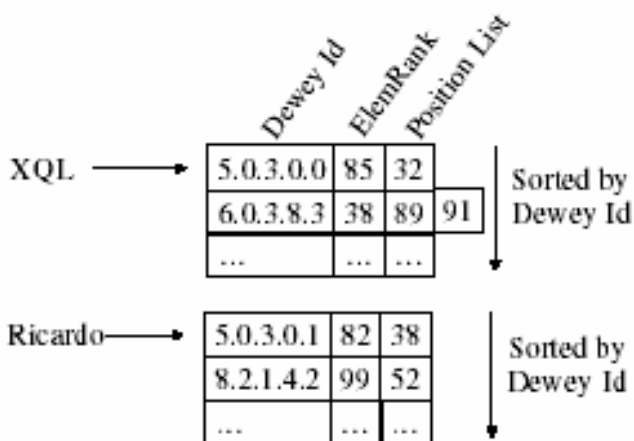 Dewey Id ElemRank Position List
XQL 5.0.3.0.0 85 32
6.0.3.8.3 38 89 91
... ... ...
Sorted by
Dewey Id
Ricardo 5.0.3.0.1 82 38
8.2.1.4.2 99 52
... ... ...
Sorted by
Dewey Id